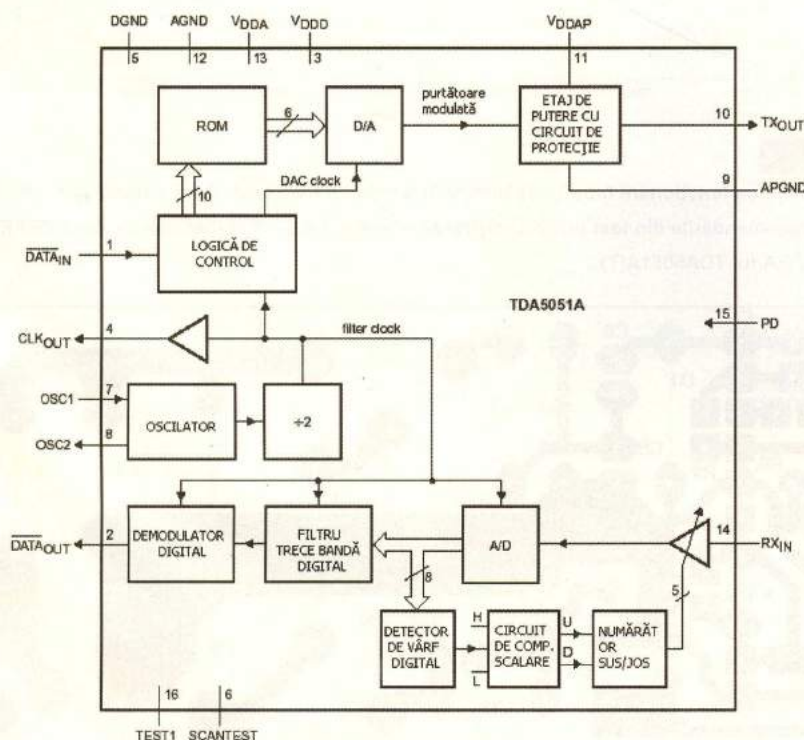 DGND AGND VDDA VDDD VDDAP
5 12 13 3 11
ROM
6
D/A
purtătoare
modulată
ETAJ DE
PUTERE CU
CIRCUIT DE
PROTECŢIE
10 TXOUT
9 APGND
10
DAC clock
DATAIN 1
LOGICĂ DE
CONTROL
TDA5051A
15 PD
CLKOUT 4
filter clock
OSC1 7
OSC2 8
OSCILATOR
÷2
DATAOUT 2
DEMODULATOR
DIGITAL
FILTRU
TRECE BANDĂ
DIGITAL
A/D
14 RXIN
8
5
DETECTOR
DE VÂRF
DIGITAL
H
L
CIRCUIT
DE COMP.
SCALARE
U
D
NUMĂRĂT
OR
SUS/JOS
16 6
TEST1 SCANTEST